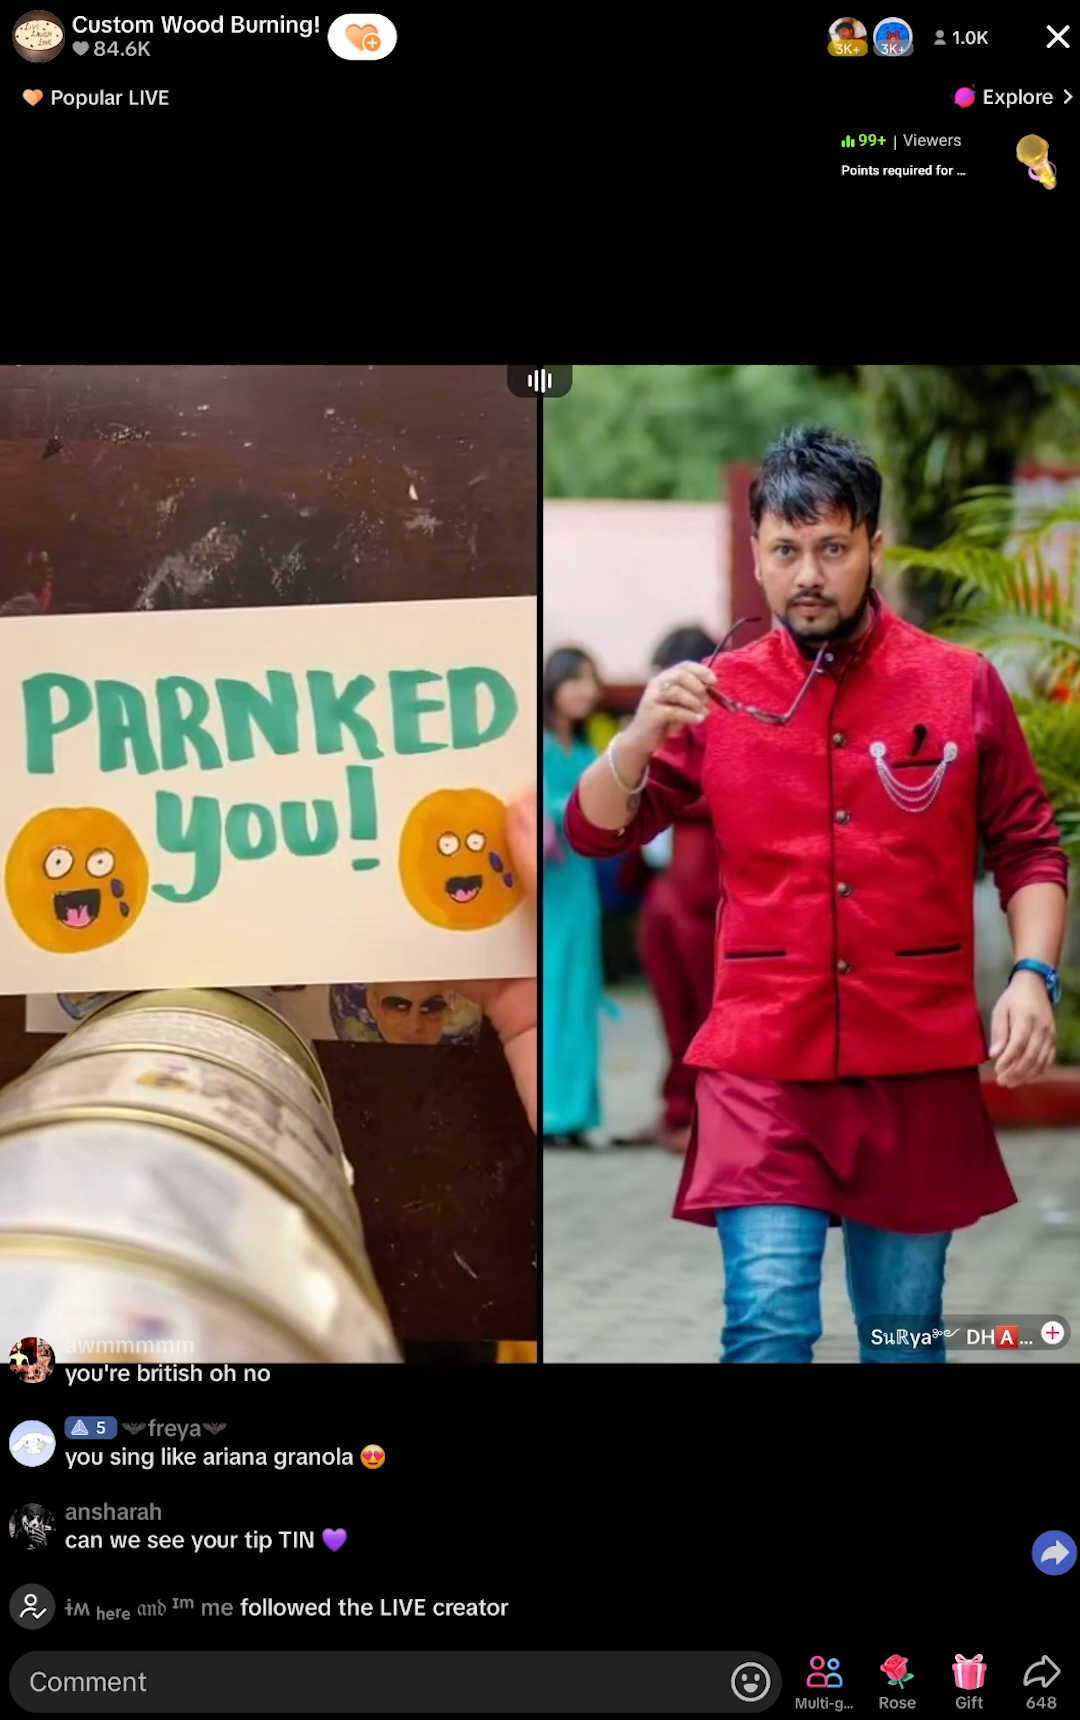 Custom Wood Burning!
84.6K
3K+
3K+
1.0K
Popular LIVE
Explore
99+ | Viewers
Points required for ...
PARNKED
YOU!
SuℝyaDHA...
awmmmmm
you're british oh no
5 freya
you sing like ariana granola 😍
ansharah
can we see your tip TIN 💜
iM here and Im me followed the LIVE creator
Comment
Multi-g...
Rose
Gift
648